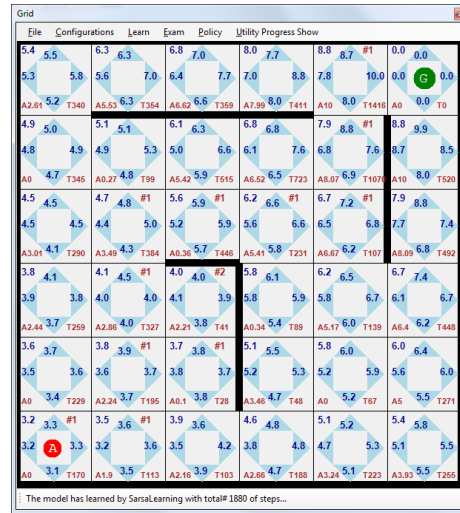 Grid
File Configurations Learn Exam Policy Utility Progress Show
5.4 5.5 6.3 6.3 6.8 7.0 8.0 7.7 8.8 8.7 #1 0.0 0.0
5.3 5.8 5.6 7.0 6.4 7.7 7.0 8.8 7.8 10.0 0.0 G 0.0
A2.61 5.2 T340 A5.53 6.3 T354 A6.62 6.6 T359 A7.99 8.0 T411 A10 8.0 T1416 A0 0.0 T0
4.9 5.0 5.1 5.1 6.1 6.3 6.8 6.8 7.9 8.8 #1 8.8 9.9
4.8 4.9 4.9 5.3 5.0 6.6 6.1 7.6 6.8 7.6 8.7 8.5
A0 4.7 T345 A0.27 4.8 T99 A5.42 5.9 T515 A6.52 6.5 T723 A8.07 6.9 T1070 A10 8.0 T520
4.5 4.5 4.7 4.8 #1 5.6 5.9 #1 6.2 6.6 #1 6.7 7.2 #1 7.9 8.8
4.5 4.5 4.4 5.0 5.2 5.9 5.6 6.6 6.5 6.8 7.7 7.4
A3.01 4.1 T290 A3.49 4.3 T384 A0.36 5.7 T446 A5.41 5.8 T231 A6.67 6.2 T107 A8.09 6.8 T492
3.8 4.1 4.1 4.5 #1 4.0 4.0 #2 5.8 6.1 6.2 6.5 6.7 7.4
3.9 3.8 4.0 4.0 4.1 3.9 5.8 5.9 5.8 6.7 6.1 6.7
A2.44 3.7 T259 A2.86 4.0 T327 A2.21 3.8 T41 A0.34 5.4 T89 A5.17 6.0 T139 A6.4 6.2 T448
3.6 3.7 3.8 3.9 #1 3.7 3.8 #1 5.1 5.5 5.8 6.0 6.0 6.4
3.5 3.6 3.6 3.7 3.6 3.8 5.2 5.3 5.2 5.9 5.6 6.0
A0 3.4 T229 A2.24 3.7 T195 A0.1 3.8 T28 A3.46 4.7 T48 A0 5.2 T67 A5 5.5 T271
3.2 3.3 #1 3.5 3.6 #1 3.9 3.6 4.6 4.8 5.1 5.2 5.4 5.8
3.2 A 3.3 3.2 3.6 3.5 4.2 3.8 4.8 4.7 5.3 5.1 5.5
A0 3.1 T170 A1.9 3.5 T113 A2.16 3.9 T103 A2.66 4.7 T188 A3.24 5.1 T223 A3.93 5.5 T255
The model has learned by SarsaLearning with total# 1880 of steps...